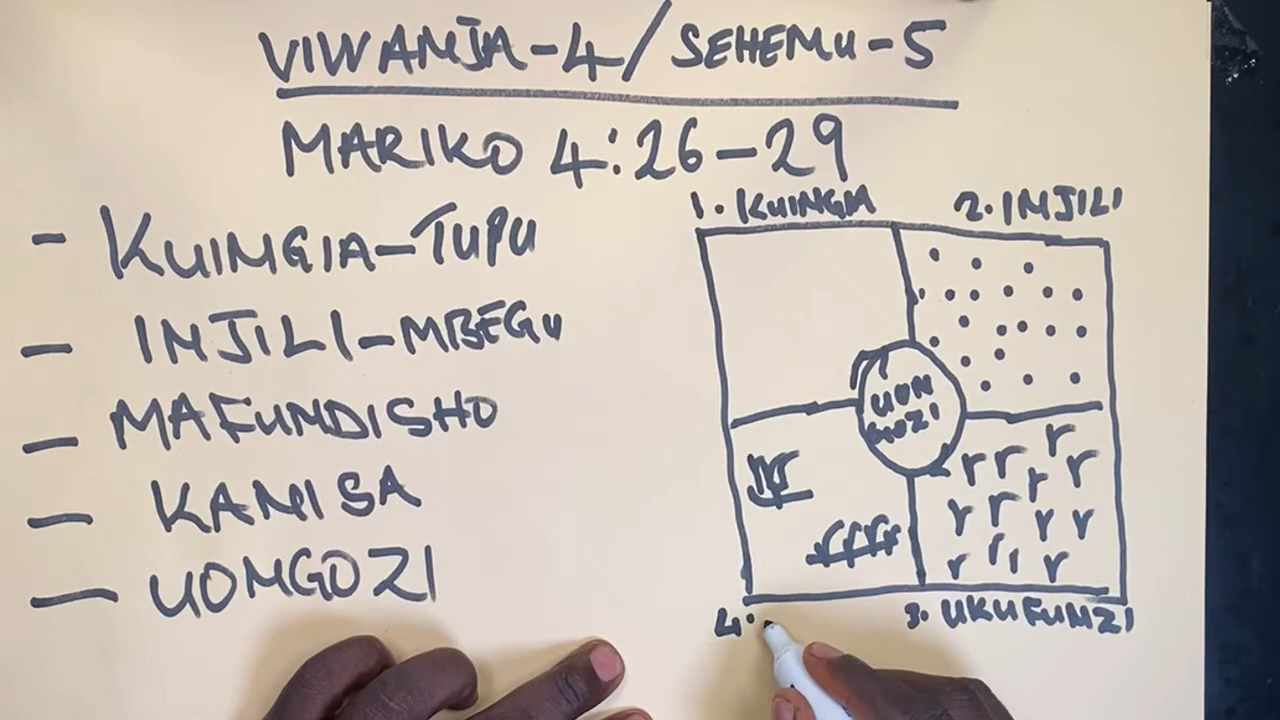 VIWANJA-4/SEHEMU-5
MARIKO 4:26-29
- KUINGIA-TUPU
- INJILI-MBEGU
- MAFUNDISHO
- KANISA
- UONGOZI
1. KUINGIA
2. INJILI
UON
GOZI
4.
3. UKUFUNZI